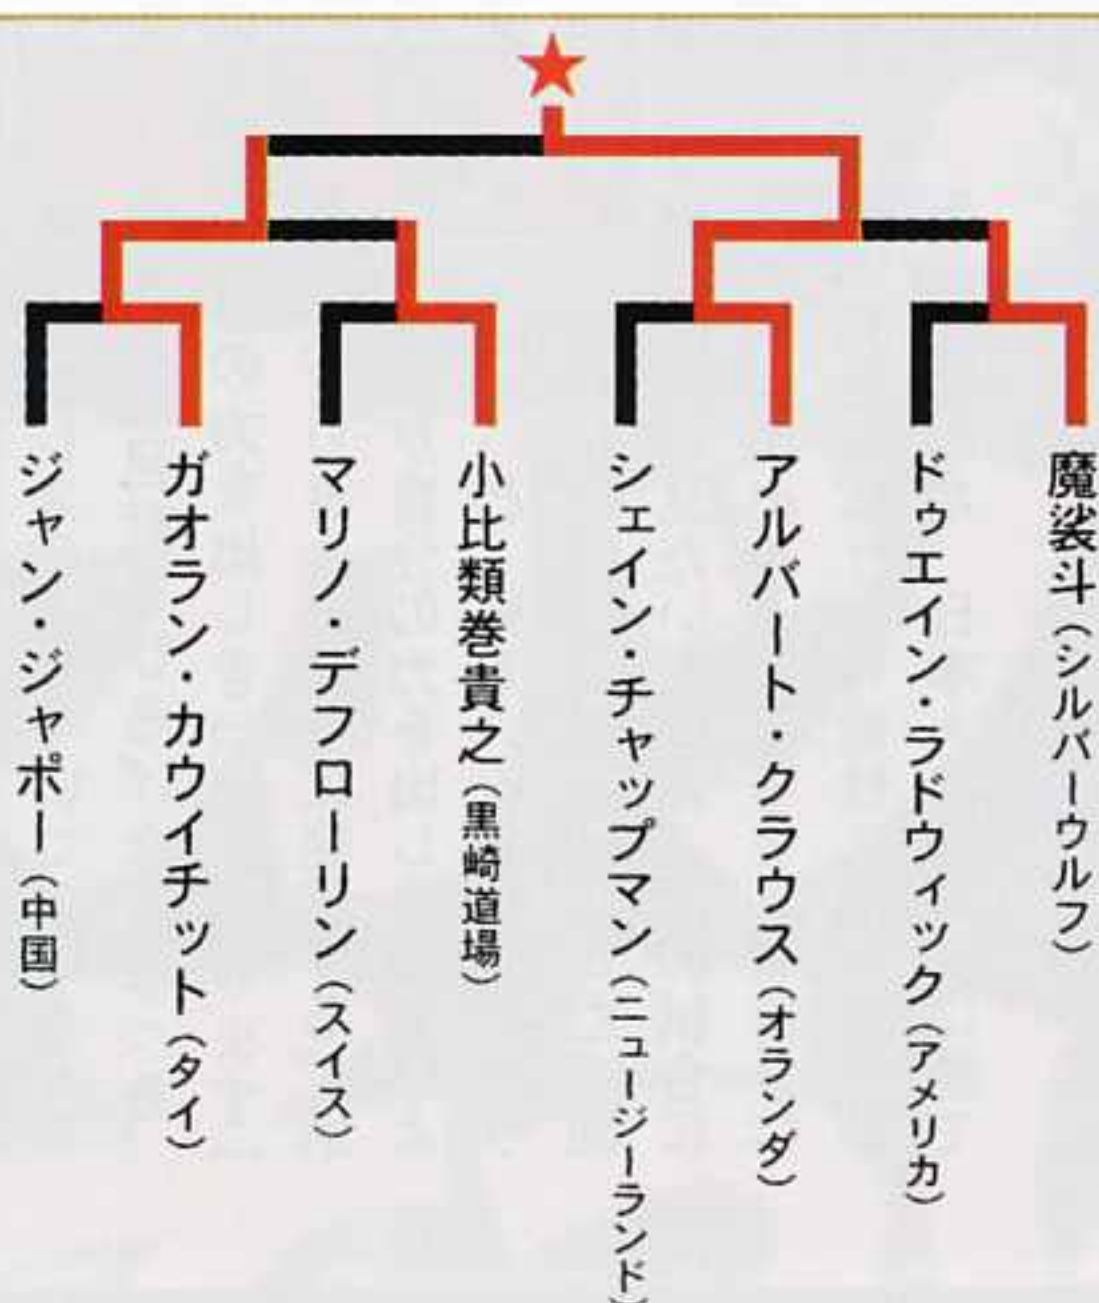 ジャン・ジャポー（中国）
ガオラン・カウイチット（タイ）
マリノ・デフローリン（スイス）
小比類巻貴之（黒崎道場）
シェイン・チャップマン（ニュージーランド）
アルバート・クラウス（オランダ）
ドゥエイン・ラドウィック（アメリカ）
魔裟斗（シルバーウルフ）